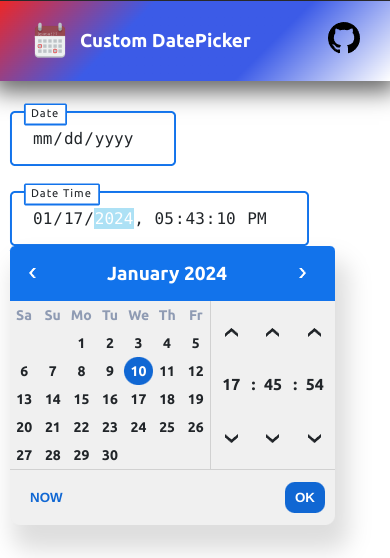 Custom DatePicker
Date
mm/dd/yyyy
Date Time
01/17/2024, 05:43:10 PM
‹ January 2024 ›
Sa Su Mo Tu We Th Fr
1 2 3 4 5
6 7 8 9 10 11 12
13 14 15 16 17 18 19
20 21 22 23 24 25 26
27 28 29 30
17 : 45 : 54
NOW OK